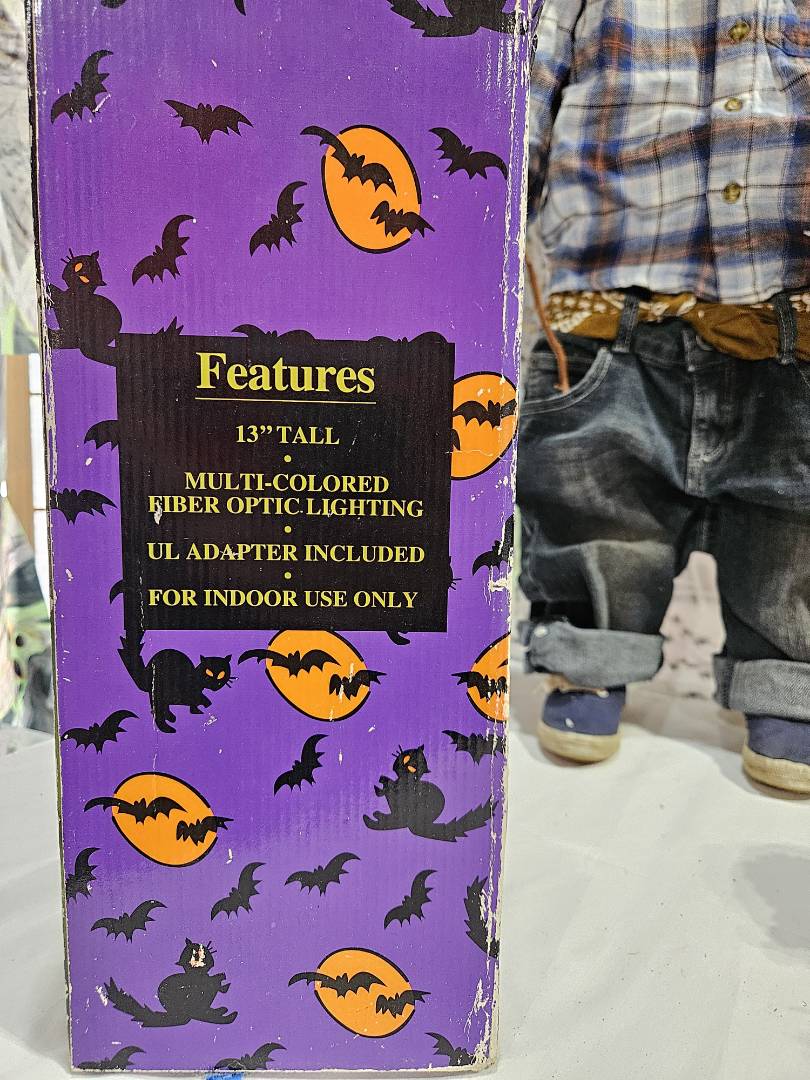 Features
13” TALL
•
MULTI-COLORED
FIBER OPTIC LIGHTING
•
UL ADAPTER INCLUDED
•
FOR INDOOR USE ONLY